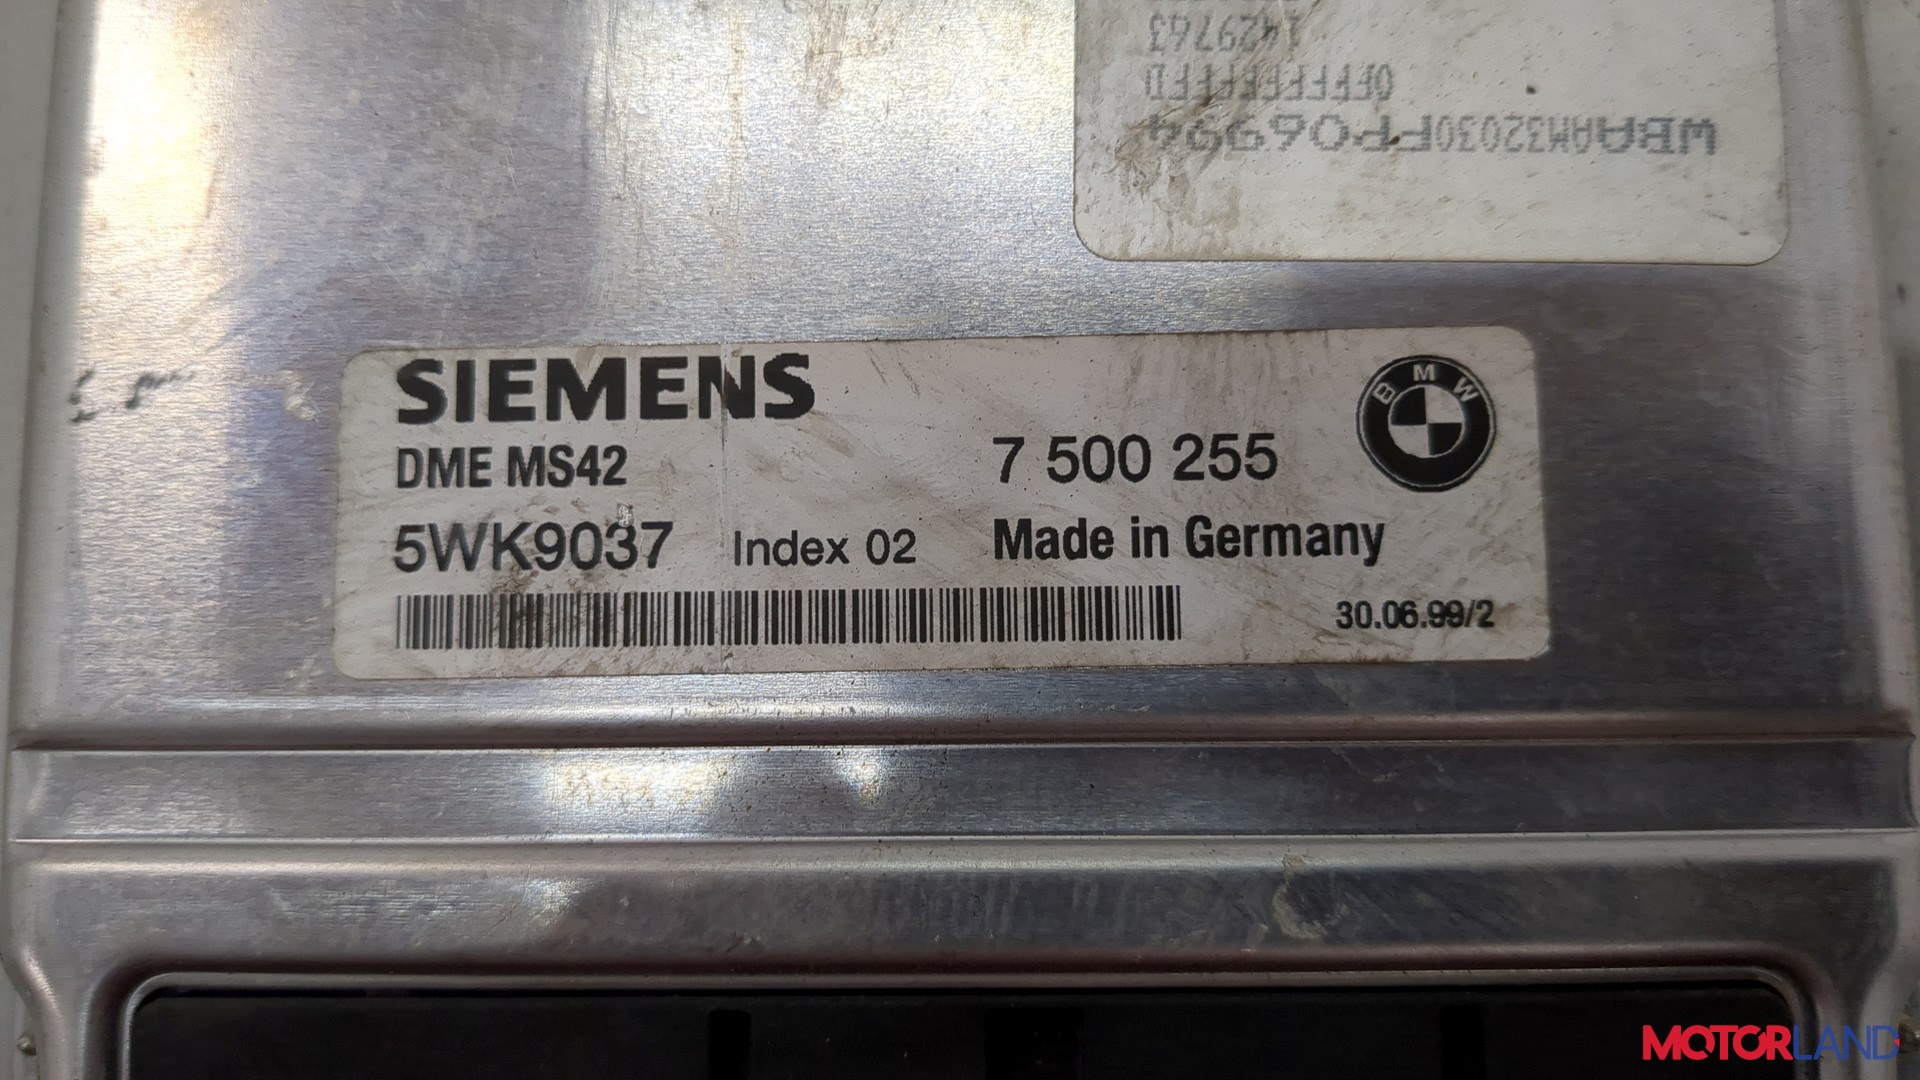 WBAAM32030FP06994
1429763
SIEMENS
DME MS42
7 500 255
BMW
5WK9037 Index 02 Made in Germany
30.06.99/2
MOTORLAND